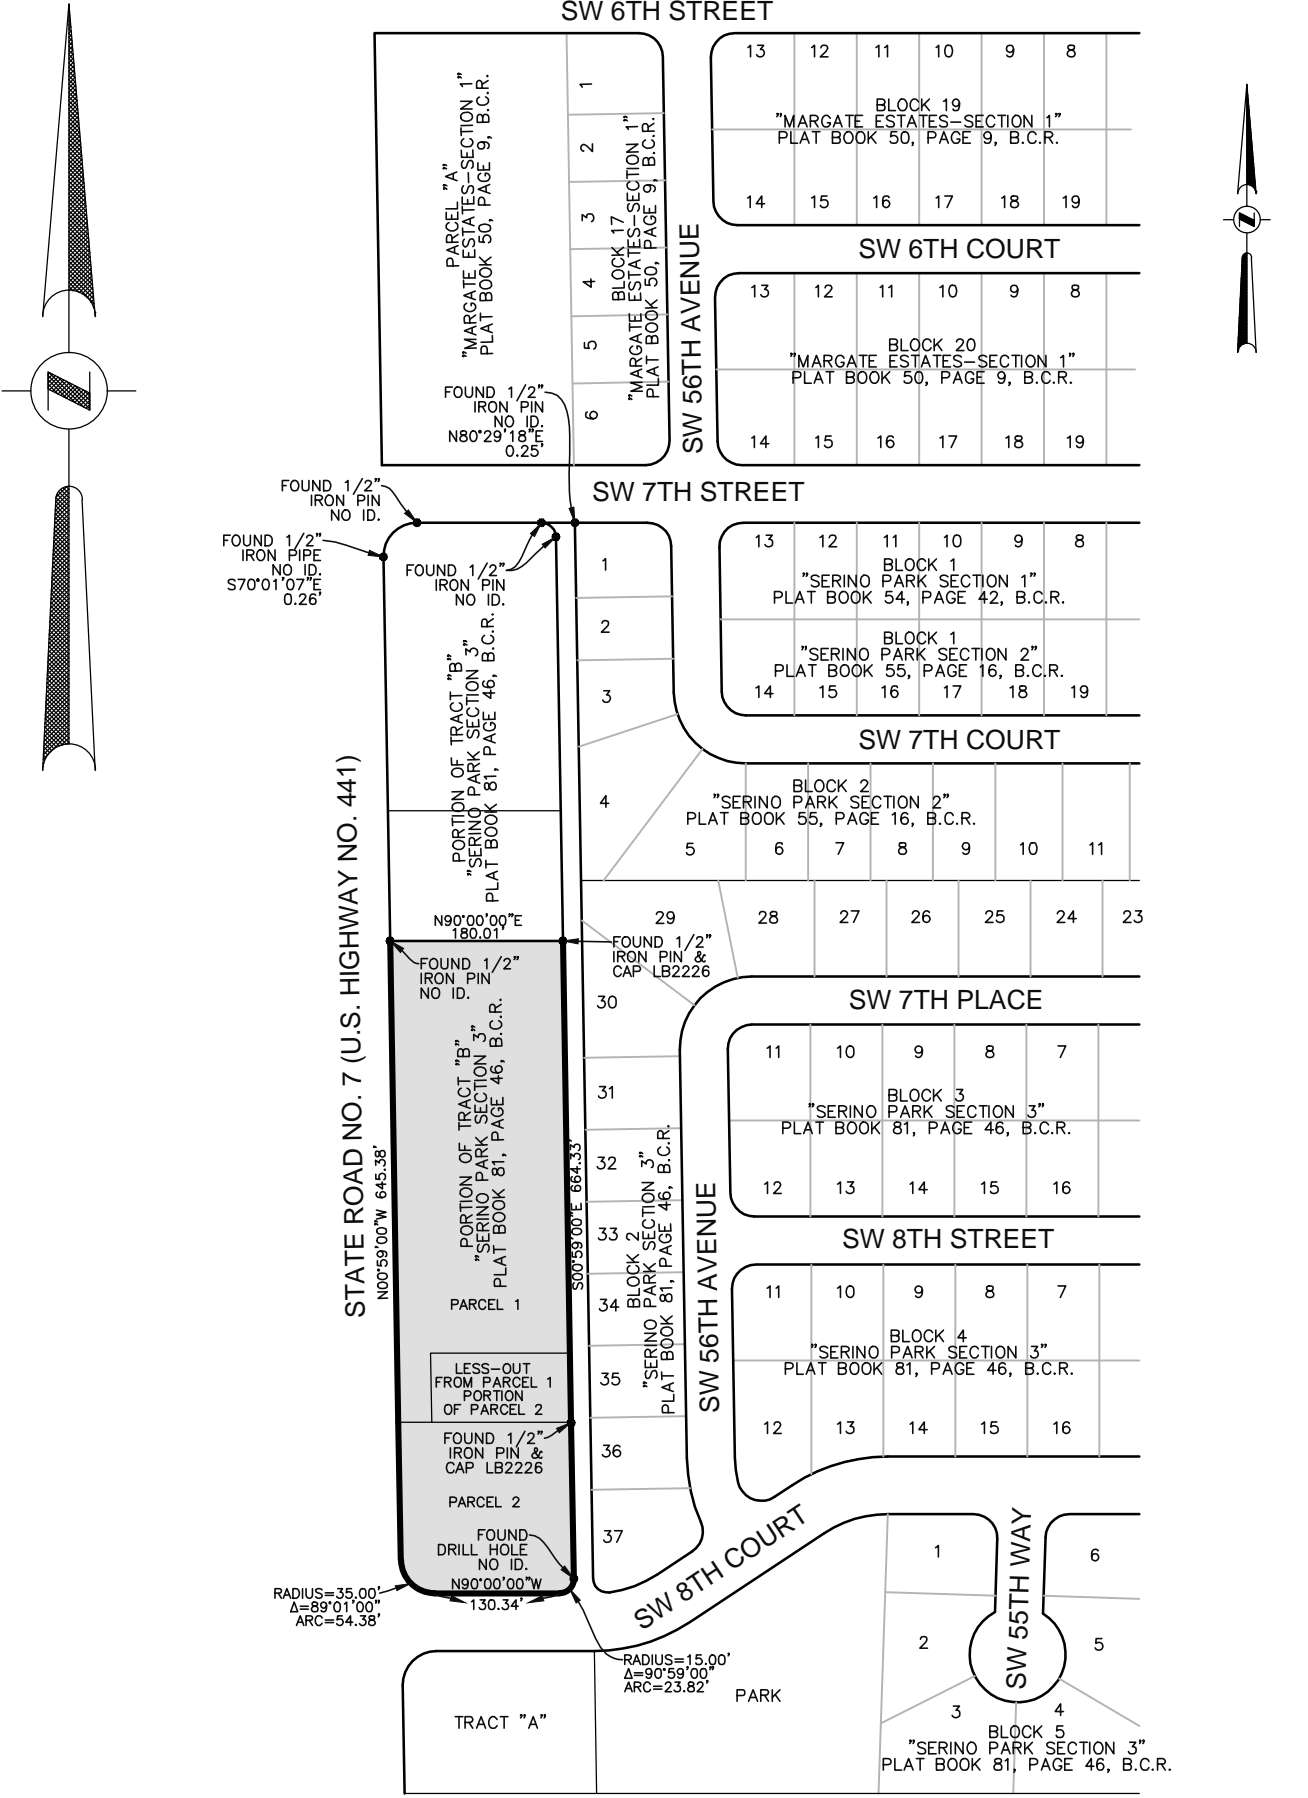 SW 6TH STREET
PARCEL "A"
"MARGATE ESTATES–SECTION 1"
PLAT BOOK 50, PAGE 9, B.C.R.
1
2
3
4
5
6
BLOCK 17
"MARGATE ESTATES–SECTION 1"
PLAT BOOK 50, PAGE 9, B.C.R.
SW 56TH AVENUE
13 12 11 10 9 8
BLOCK 19
"MARGATE ESTATES–SECTION 1"
PLAT BOOK 50, PAGE 9, B.C.R.
14 15 16 17 18 19
Z
Z
SW 6TH COURT
13 12 11 10 9 8
BLOCK 20
"MARGATE ESTATES–SECTION 1"
PLAT BOOK 50, PAGE 9, B.C.R.
14 15 16 17 18 19
FOUND 1/2"
IRON PIN
NO ID.
N80°29'18"E
0.25'
SW 7TH STREET
FOUND 1/2"
IRON PIN
NO ID.
FOUND 1/2"
IRON PIPE
NO ID.
S70°01'07"E
0.26'
FOUND 1/2"
IRON PIN
NO ID.
PORTION OF TRACT "B"
"SERINO PARK SECTION 3"
PLAT BOOK 81, PAGE 46, B.C.R.
1
2
3
4
13 12 11 10 9 8
BLOCK 1
"SERINO PARK SECTION 1"
PLAT BOOK 54, PAGE 42, B.C.R.
BLOCK 1
"SERINO PARK SECTION 2"
PLAT BOOK 55, PAGE 16, B.C.R.
14 15 16 17 18 19
SW 7TH COURT
BLOCK 2
"SERINO PARK SECTION 2"
PLAT BOOK 55, PAGE 16, B.C.R.
5 6 7 8 9 10 11
29 28 27 26 25 24 23
STATE ROAD NO. 7 (U.S. HIGHWAY NO. 441)
N90°00'00"E
180.01'
FOUND 1/2"
IRON PIN &
CAP LB2226
FOUND 1/2"
IRON PIN
NO ID.
SW 7TH PLACE
30
31
32
33
34
35
36
37
PORTION OF TRACT "B"
"SERINO PARK SECTION 3"
PLAT BOOK 81, PAGE 46, B.C.R.
N00°59'00"W 645.38'
S00°59'00"E 664.33'
BLOCK 2
"SERINO PARK SECTION 3"
PLAT BOOK 81, PAGE 46, B.C.R.
SW 56TH AVENUE
11 10 9 8 7
BLOCK 3
"SERINO PARK SECTION 3"
PLAT BOOK 81, PAGE 46, B.C.R.
12 13 14 15 16
SW 8TH STREET
11 10 9 8 7
BLOCK 4
"SERINO PARK SECTION 3"
PLAT BOOK 81, PAGE 46, B.C.R.
12 13 14 15 16
PARCEL 1
LESS–OUT
FROM PARCEL 1
PORTION
OF PARCEL 2
FOUND 1/2"
IRON PIN &
CAP LB2226
PARCEL 2
FOUND
DRILL HOLE
NO ID.
N90°00'00"W
130.34'
RADIUS=35.00'
Δ=89°01'00"
ARC=54.38'
RADIUS=15.00'
Δ=90°59'00"
ARC=23.82'
SW 8TH COURT
SW 55TH WAY
1
2
3
4
5
6
PARK
TRACT "A"
BLOCK 5
"SERINO PARK SECTION 3"
PLAT BOOK 81, PAGE 46, B.C.R.